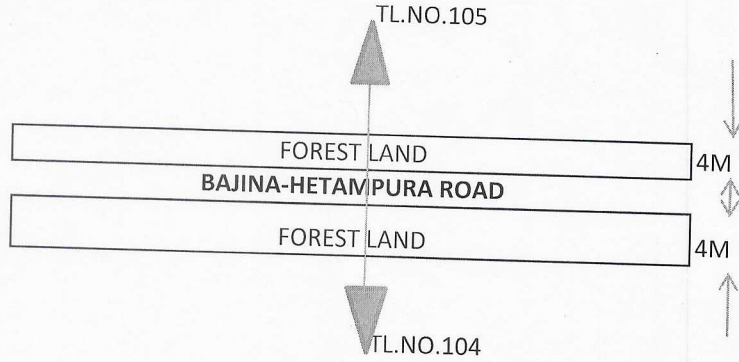 TL.NO.105
FOREST LAND
4M
BAJINA-HETAMPURA ROAD
FOREST LAND
4M
TL.NO.104